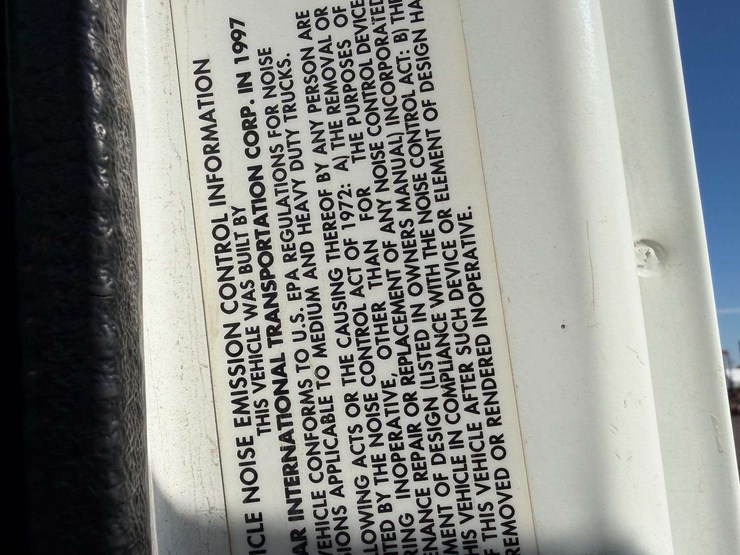 ICLE NOISE EMISSION CONTROL INFORMATION
THIS VEHICLE WAS BUILT BY
AR INTERNATIONAL TRANSPORTATION CORP. IN 1997
VEHICLE CONFORMS TO U.S. EPA REGULATIONS FOR NOISE
IONS APPLICABLE TO MEDIUM AND HEAVY DUTY TRUCKS.
LOWING ACTS OR THE CAUSING THEREOF BY ANY PERSON ARE
TED BY THE NOISE CONTROL ACT OF 1972: A) THE REMOVAL OR
RING INOPERATIVE, OTHER THAN FOR THE PURPOSES OF
NANCE REPAIR OR REPLACEMENT OF ANY NOISE CONTROL DEVICE
MENT OF DESIGN (LISTED IN OWNERS MANUAL) INCORPORATED
HIS VEHICLE IN COMPLIANCE WITH THE NOISE CONTROL ACT: B) THE
F THIS VEHICLE AFTER SUCH DEVICE OR ELEMENT OF DESIGN HA
REMOVED OR RENDERED INOPERATIVE.